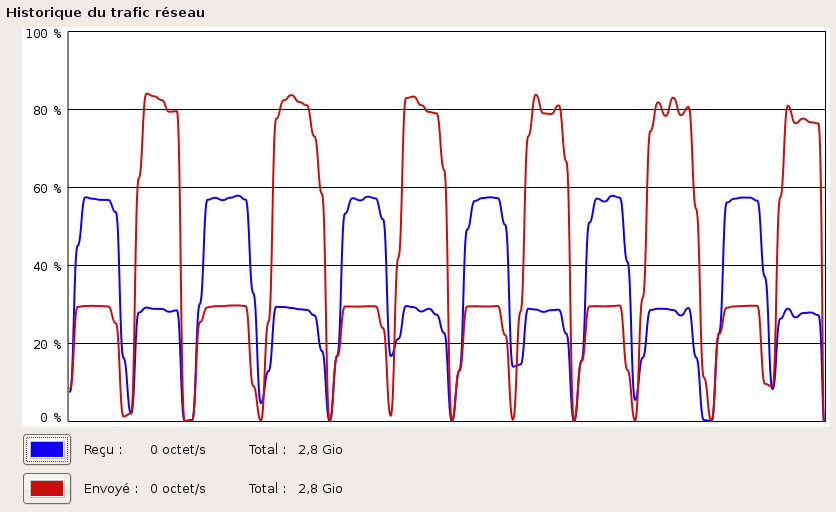 Historique du trafic réseau
100 %
80 %
60 %
40 %
20 %
0 %
Reçu : 0 octet/s Total : 2,8 Gio
Envoyé : 0 octet/s Total : 2,8 Gio